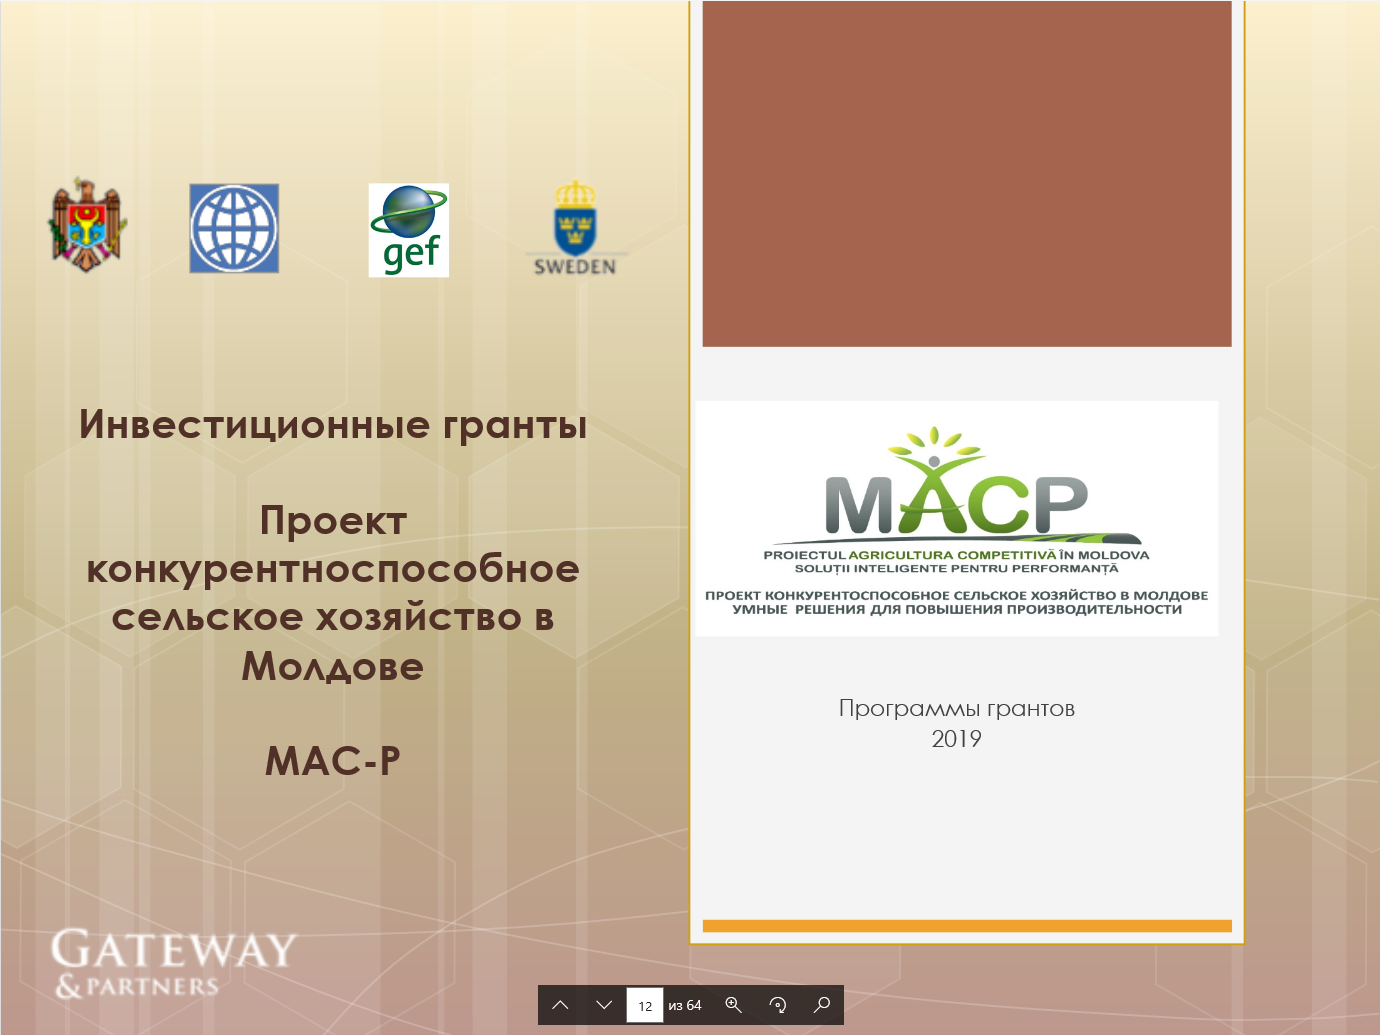 gef
SWEDEN
Инвестиционные гранты
Проект
конкурентноспособное
сельское хозяйство в
Молдове
MAC-P
GATEWAY
& PARTNERS
MACP
PROIECTUL AGRICULTURA COMPETITIVĂ ÎN MOLDOVA
SOLUȚII INTELIGENTE PENTRU PERFORMANȚĂ
ПРОЕКТ КОНКУРЕНТОСПОСОБНОЕ СЕЛЬСКОЕ ХОЗЯЙСТВО В МОЛДОВЕ
УМНЫЕ РЕШЕНИЯ ДЛЯ ПОВЫШЕНИЯ ПРОИЗВОДИТЕЛЬНОСТИ
Программы грантов
2019
12 из 64